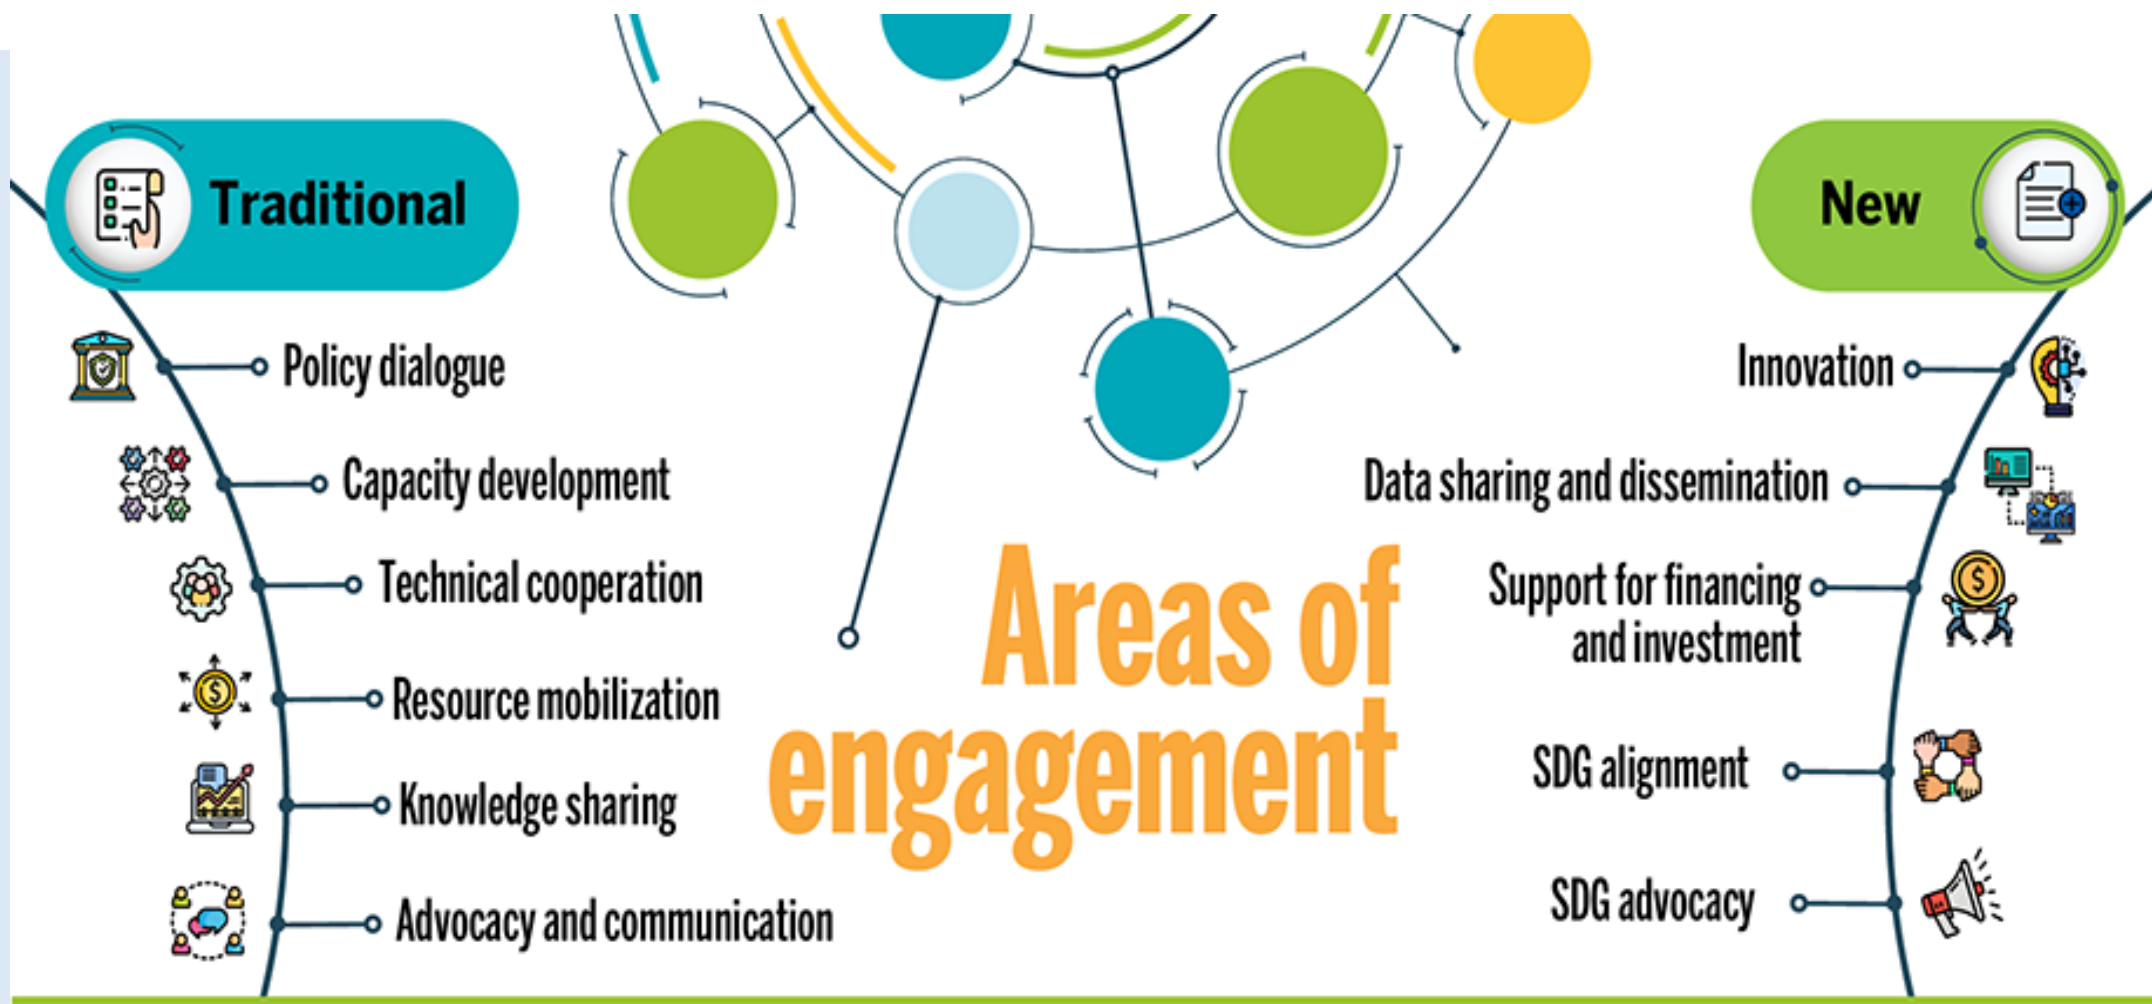 Traditional
Policy dialogue
Capacity development
Technical cooperation
Resource mobilization
Knowledge sharing
Advocacy and communication
Areas of
engagement
New
Innovation
Data sharing and dissemination
Support for financing
and investment
SDG alignment
SDG advocacy